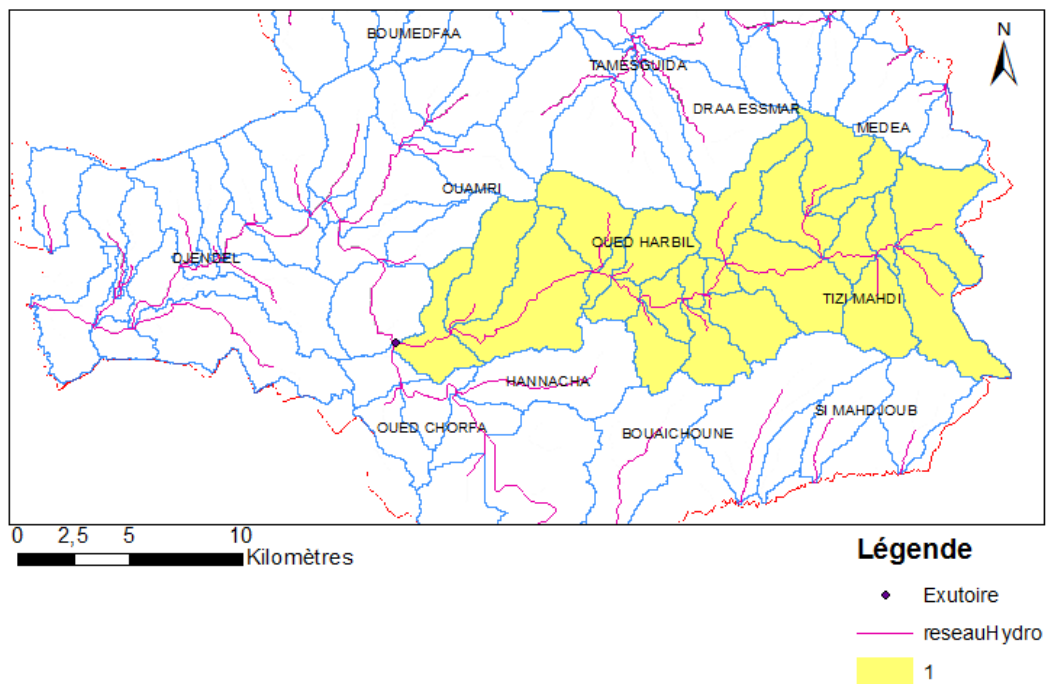 BOUMEDFAA
N
TAMESGUIDA
DRAA ESSMAR
MEDEA
OUAMRI
OUED HARBIL
DJENDEL
TIZI MAHDI
HANNACHA
SI MAHDJOUB
OUED CHORFA
BOUAICHOUNE
0 2,5 5 10
Kilomètres
Légende
Exutoire
reseauHydro
1